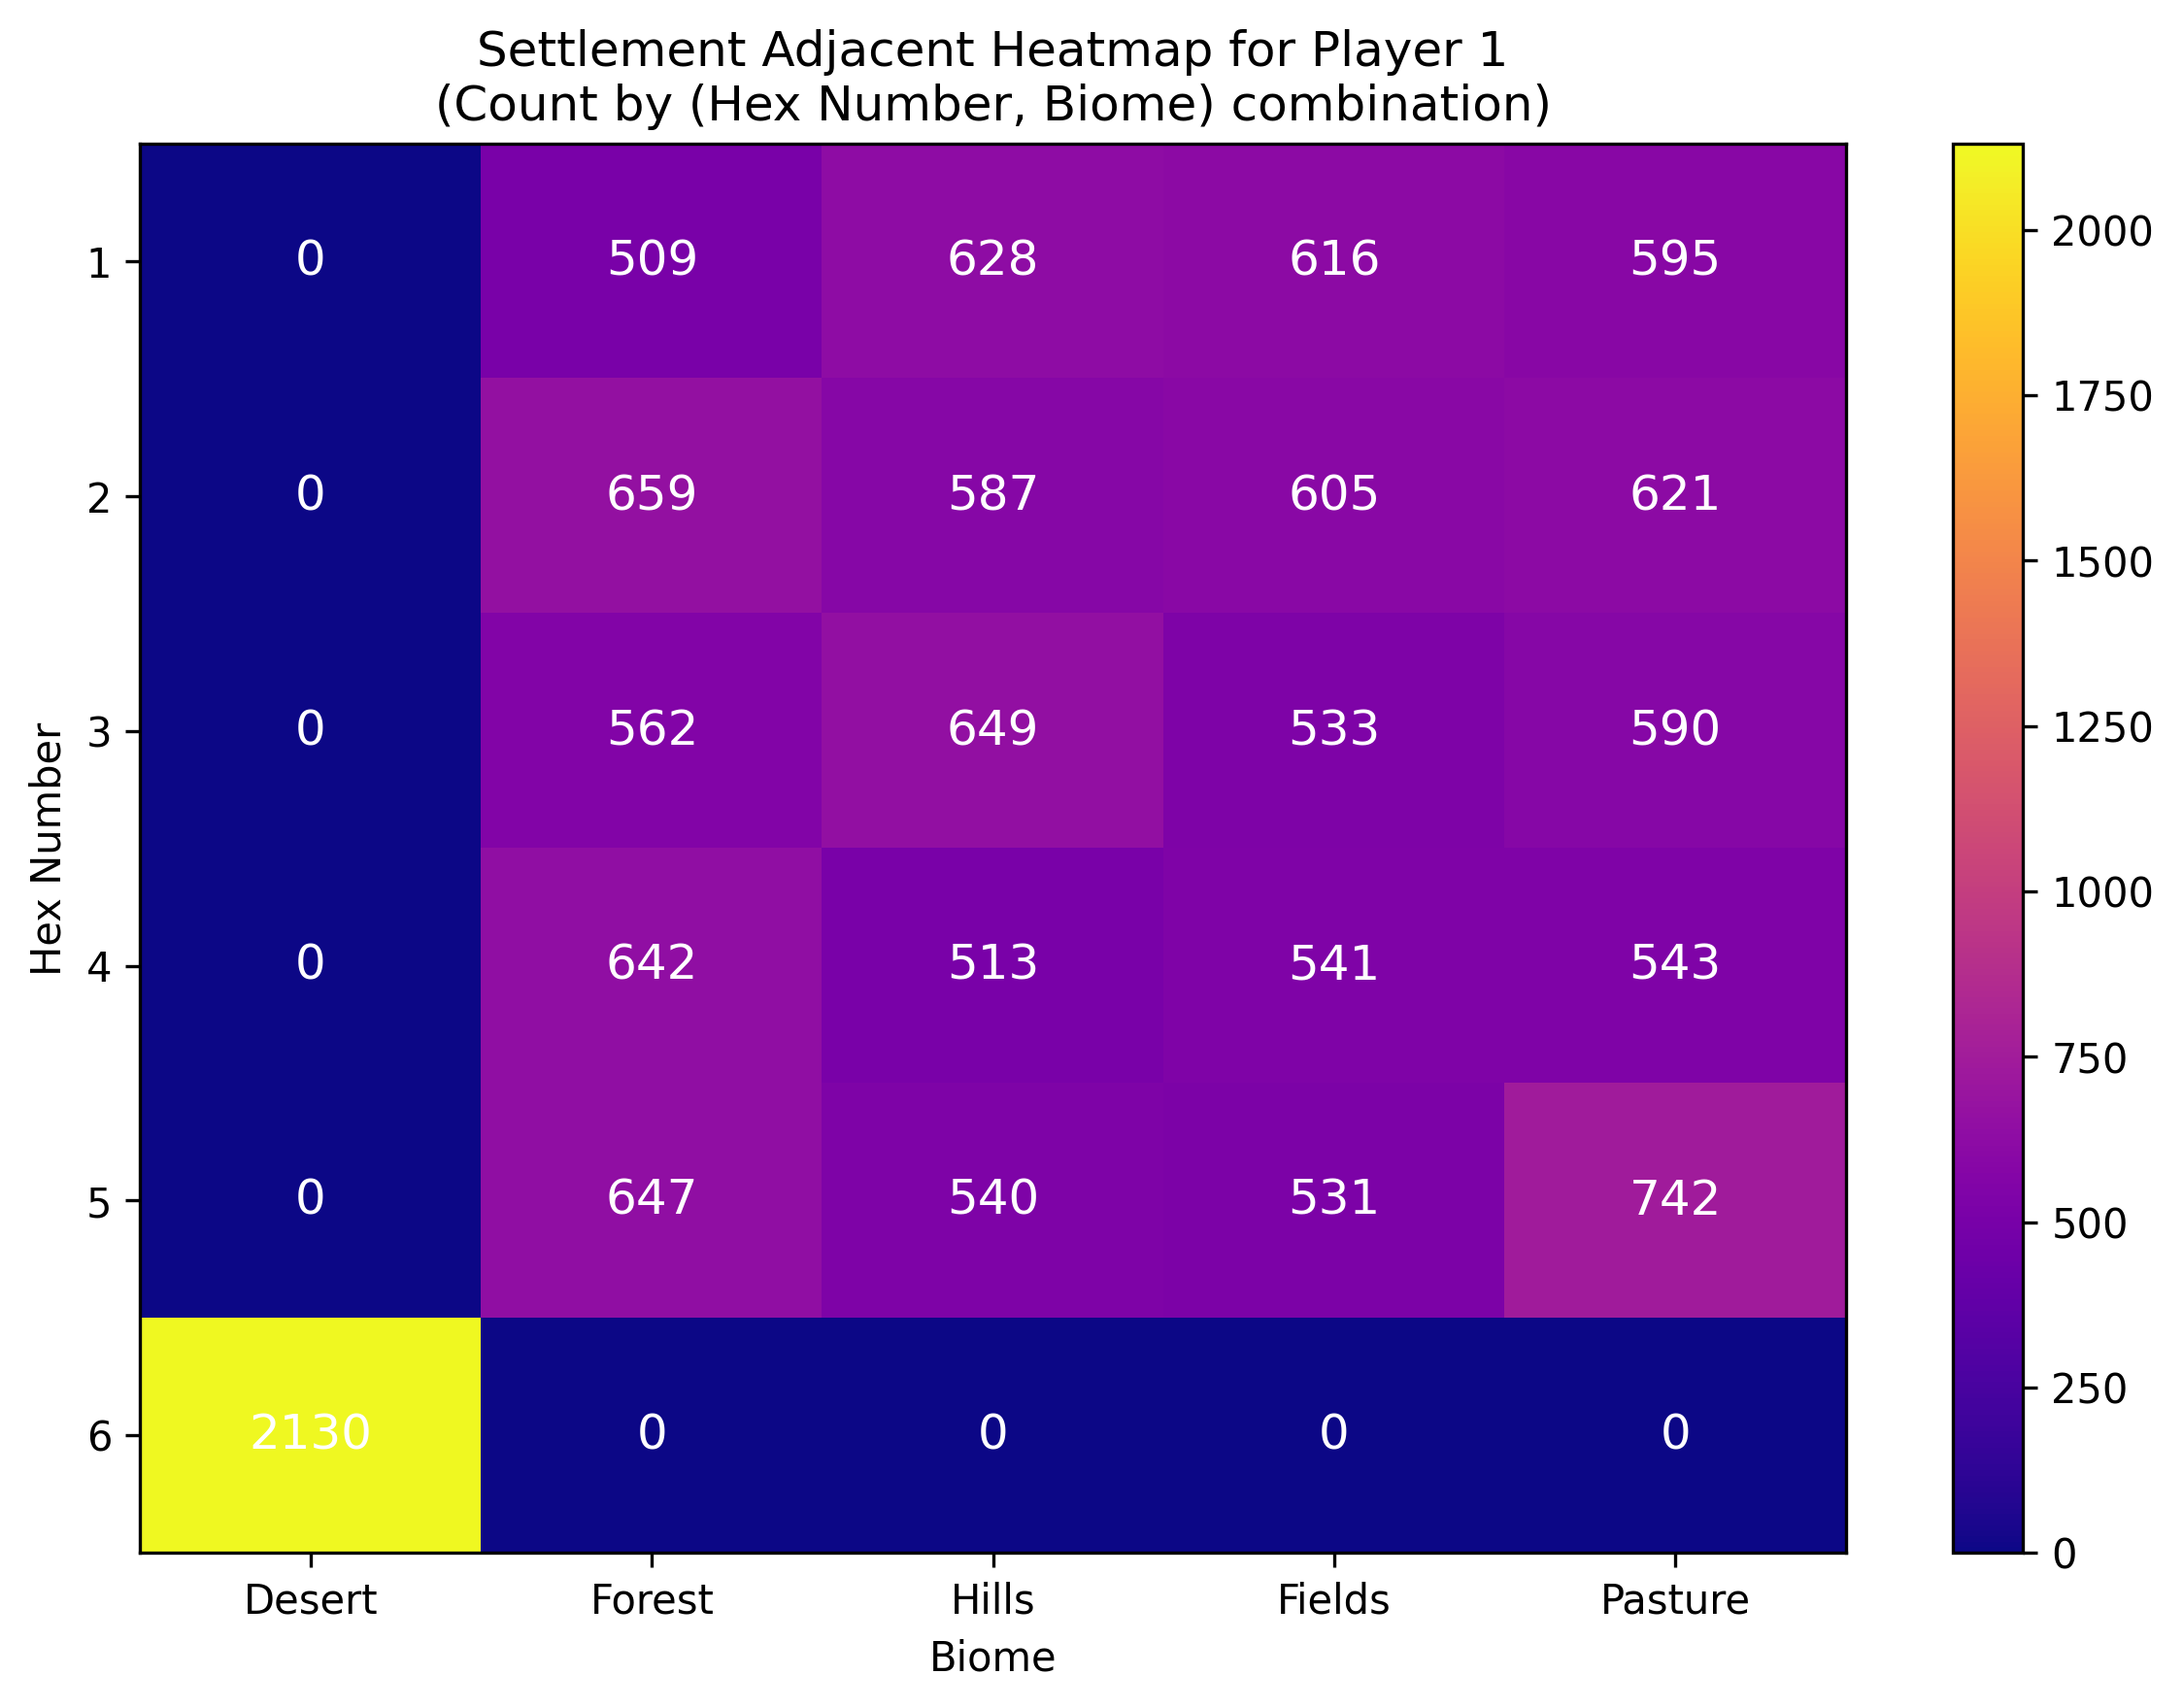 Settlement Adjacent Heatmap for Player 1
(Count by (Hex Number, Biome) combination)
Hex Number
1 0 509 628 616 595
2 0 659 587 605 621
3 0 562 649 533 590
4 0 642 513 541 543
5 0 647 540 531 742
6 2130 0 0 0 0
Desert Forest Hills Fields Pasture
Biome
2000
1750
1500
1250
1000
750
500
250
0